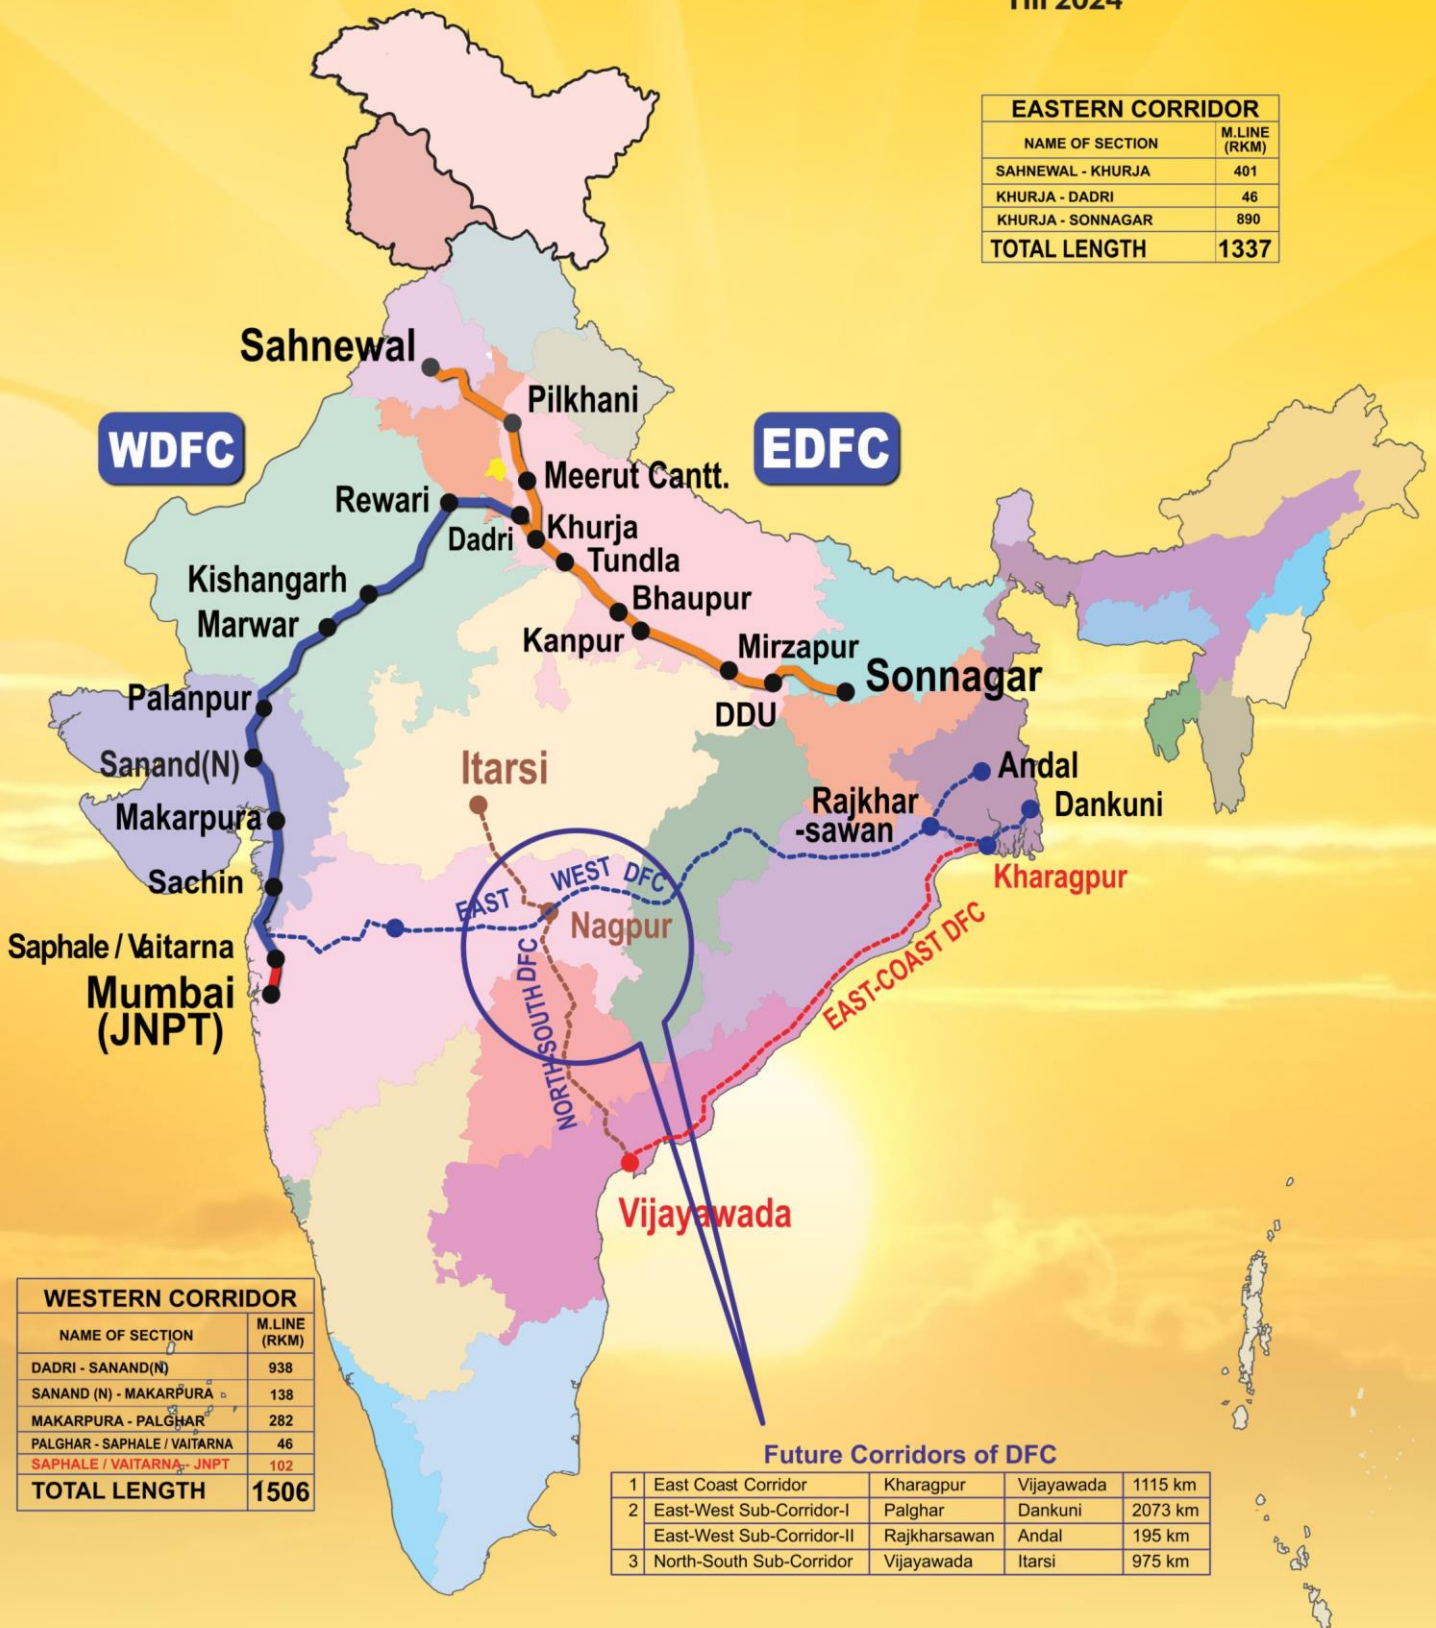 Till 2024
EASTERN CORRIDOR
NAME OF SECTION M.LINE (RKM)
SAHNEWAL - KHURJA 401
KHURJA - DADRI 46
KHURJA - SONNAGAR 890
TOTAL LENGTH 1337
Sahnewal
Pilkhani
WDFC
EDFC
Meerut Cantt.
Rewari
Dadri
Khurja
Tundla
Kishangarh
Bhaupur
Marwar
Kanpur
Mirzapur
Sonnagar
Palanpur
DDU
Sanand(N)
Itarsi
Andal
Makarpura
Rajkhar
-sawan
Dankuni
Sachin
Kharagpur
EAST WEST DFC
Nagpur
Saphale / Vaitarna
Mumbai
(JNPT)
NORTH-SOUTH DFC
EAST-COAST DFC
Vijayawada
WESTERN CORRIDOR
NAME OF SECTION M.LINE (RKM)
DADRI - SANAND(N) 938
SANAND (N) - MAKARPURA 138
MAKARPURA - PALGHAR 282
PALGHAR - SAPHALE / VAITARNA 46
SAPHALE / VAITARNA - JNPT 102
TOTAL LENGTH 1506
Future Corridors of DFC
1 East Coast Corridor Kharagpur Vijayawada 1115 km
2 East-West Sub-Corridor-I Palghar Dankuni 2073 km
East-West Sub-Corridor-II Rajkharsawan Andal 195 km
3 North-South Sub-Corridor Vijayawada Itarsi 975 km